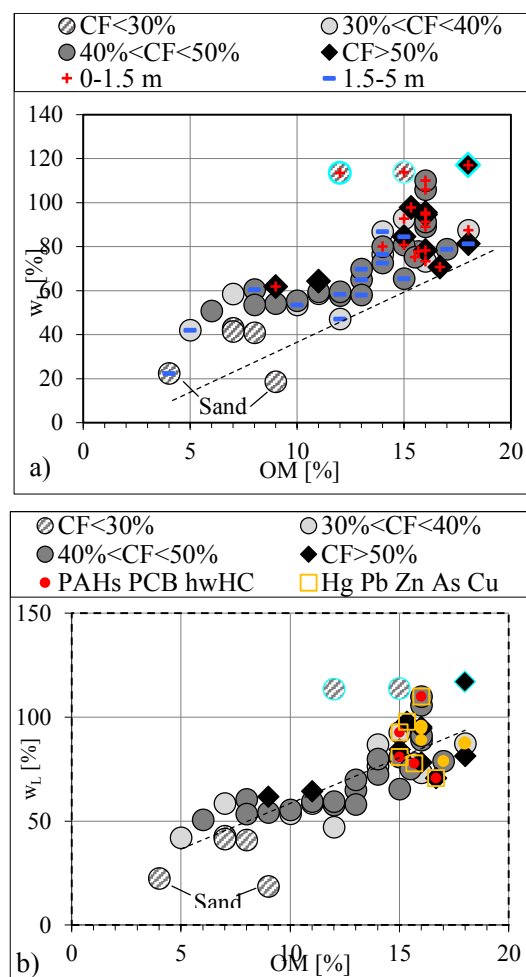 CF<30% 30%<CF<40%
40%<CF<50% CF>50%
0-1.5 m 1.5-5 m
140
120
100
80
60
40
20
0
w_L [%]
Sand
0 5 10 15 20
a) OM [%]
CF<30% 30%<CF<40%
40%<CF<50% CF>50%
PAHs PCB hwHC Hg Pb Zn As Cu
150
100
50
0
w_L [%]
Sand
0 5 10 15 20
b) OM [%]